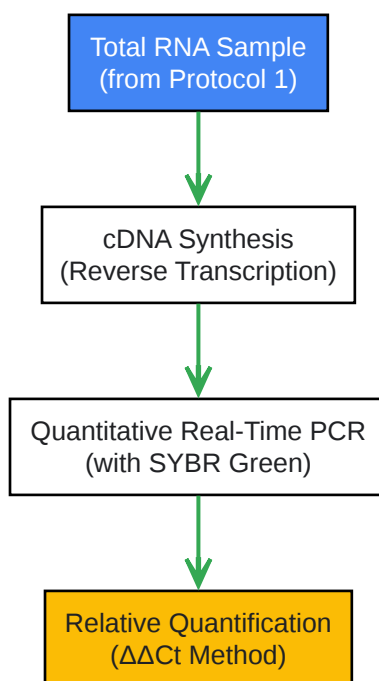 Total RNA Sample
(from Protocol 1)
cDNA Synthesis
(Reverse Transcription)
Quantitative Real-Time PCR
(with SYBR Green)
Relative Quantification
(ΔΔCt Method)